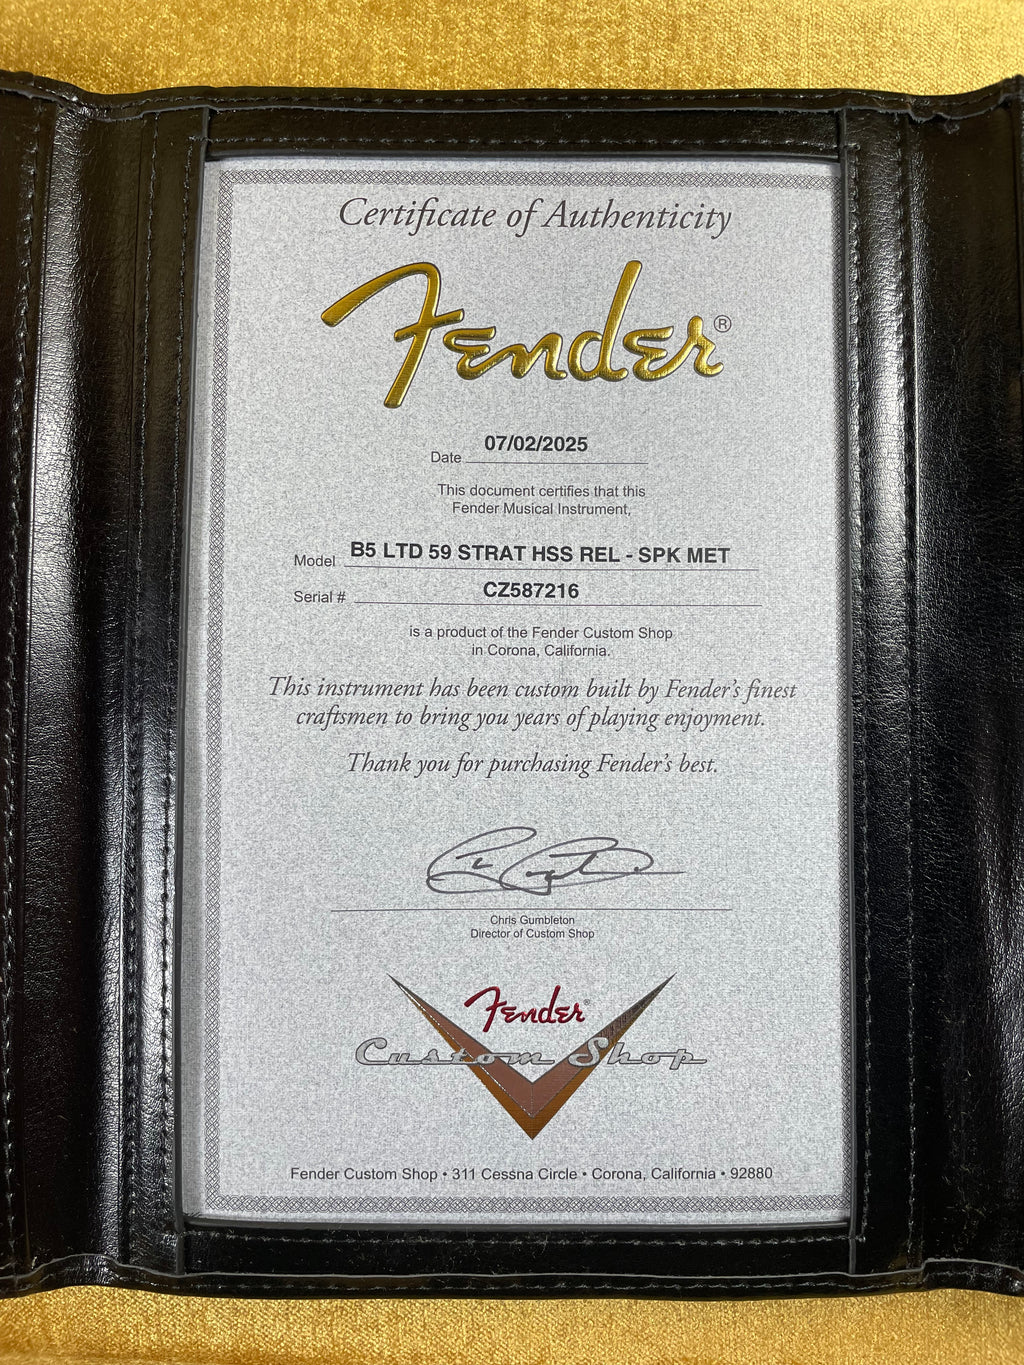 Certificate of Authenticity
Fender®
Date 07/02/2025
This document certifies that this
Fender Musical Instrument,
Model B5 LTD 59 STRAT HSS REL - SPK MET
Serial # CZ587216
is a product of the Fender Custom Shop
in Corona, California.
This instrument has been custom built by Fender's finest
craftsmen to bring you years of playing enjoyment.
Thank you for purchasing Fender's best.
Chris Gumbleton
Director of Custom Shop
Fender®
Custom Shop
Fender Custom Shop • 311 Cessna Circle • Corona, California • 92880